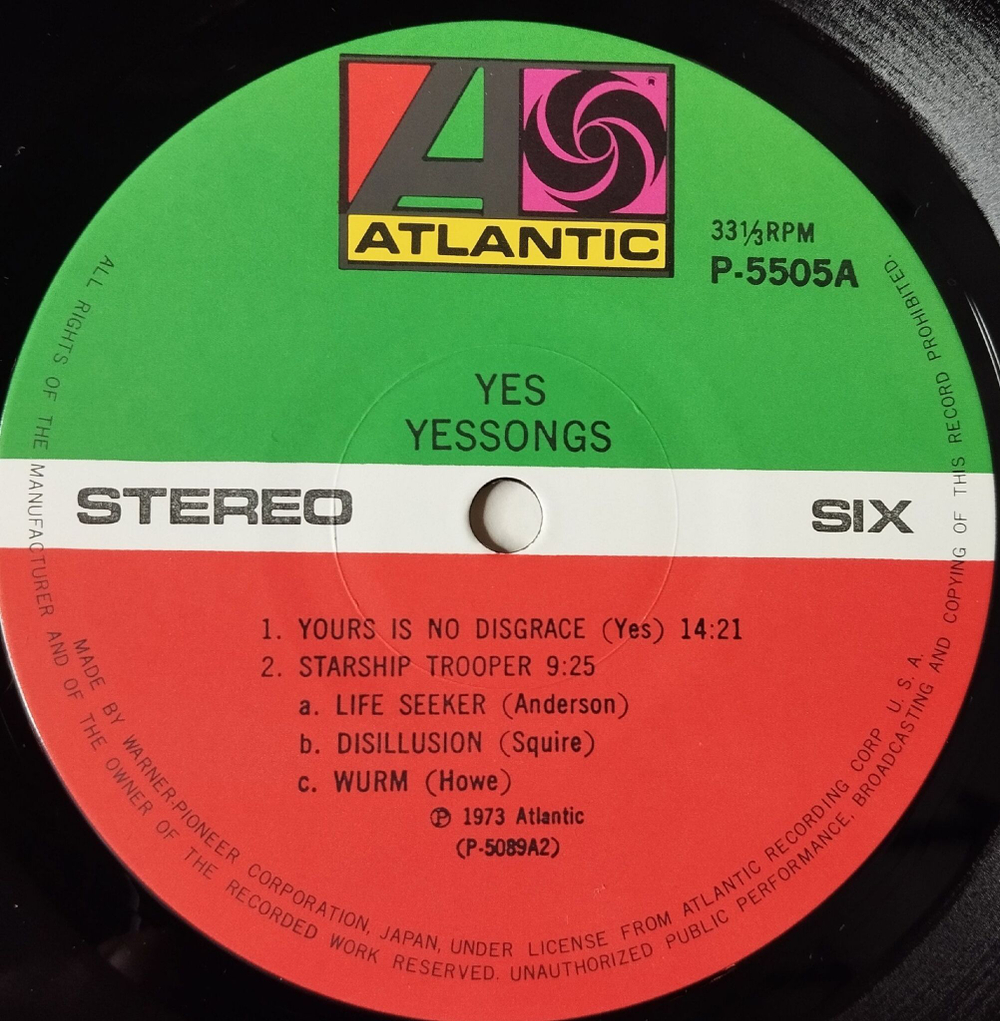 ATLANTIC
33⅓RPM
P-5505A
YES
YESSONGS
STEREO
SIX
1. YOURS IS NO DISGRACE (Yes) 14:21
2. STARSHIP TROOPER 9:25
a. LIFE SEEKER (Anderson)
b. DISILLUSION (Squire)
c. WURM (Howe)
℗ 1973 Atlantic
(P-5089A2)
MADE BY WARNER-PIONEER CORPORATION, JAPAN, UNDER LICENSE FROM ATLANTIC RECORDING CORP U. S. A.
ALL RIGHTS OF THE MANUFACTURER AND OF THE OWNER OF THE RECORDED WORK RESERVED. UNAUTHORIZED PUBLIC PERFORMANCE, BROADCASTING AND COPYING OF THIS RECORD PROHIBITED.